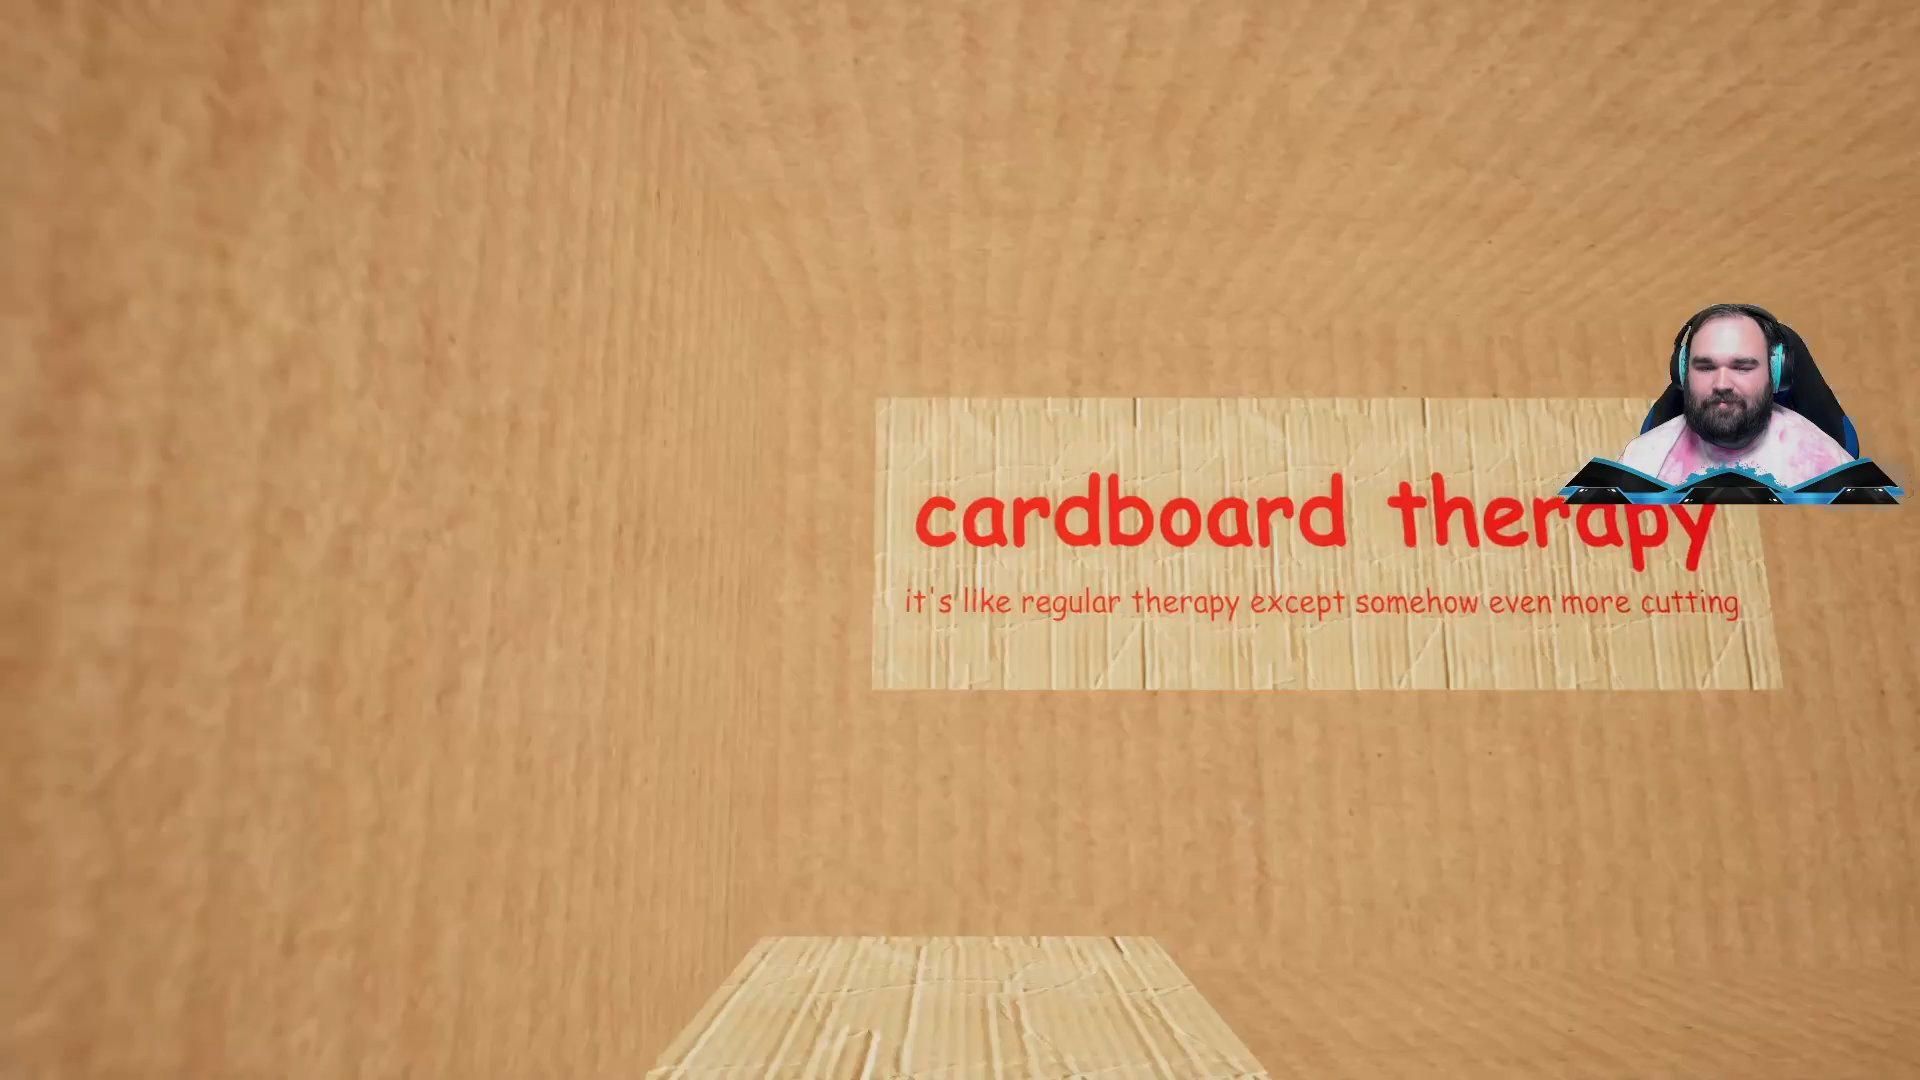 cardboard therapy
it's like regular therapy except somehow even more cutting